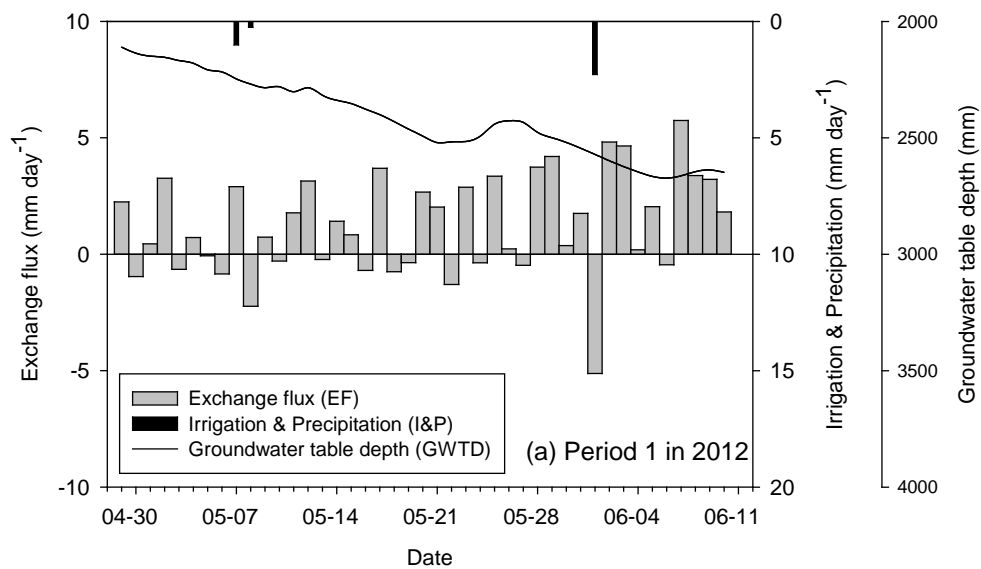 10
5
0
-5
-10
Exchange flux (mm day-1)
0
5
10
15
20
Irrigation & Precipitation (mm day-1)
2000
2500
3000
3500
4000
Groundwater table depth (mm)
Exchange flux (EF)
Irrigation & Precipitation (I&P)
Groundwater table depth (GWTD)
(a) Period 1 in 2012
04-30 05-07 05-14 05-21 05-28 06-04 06-11
Date